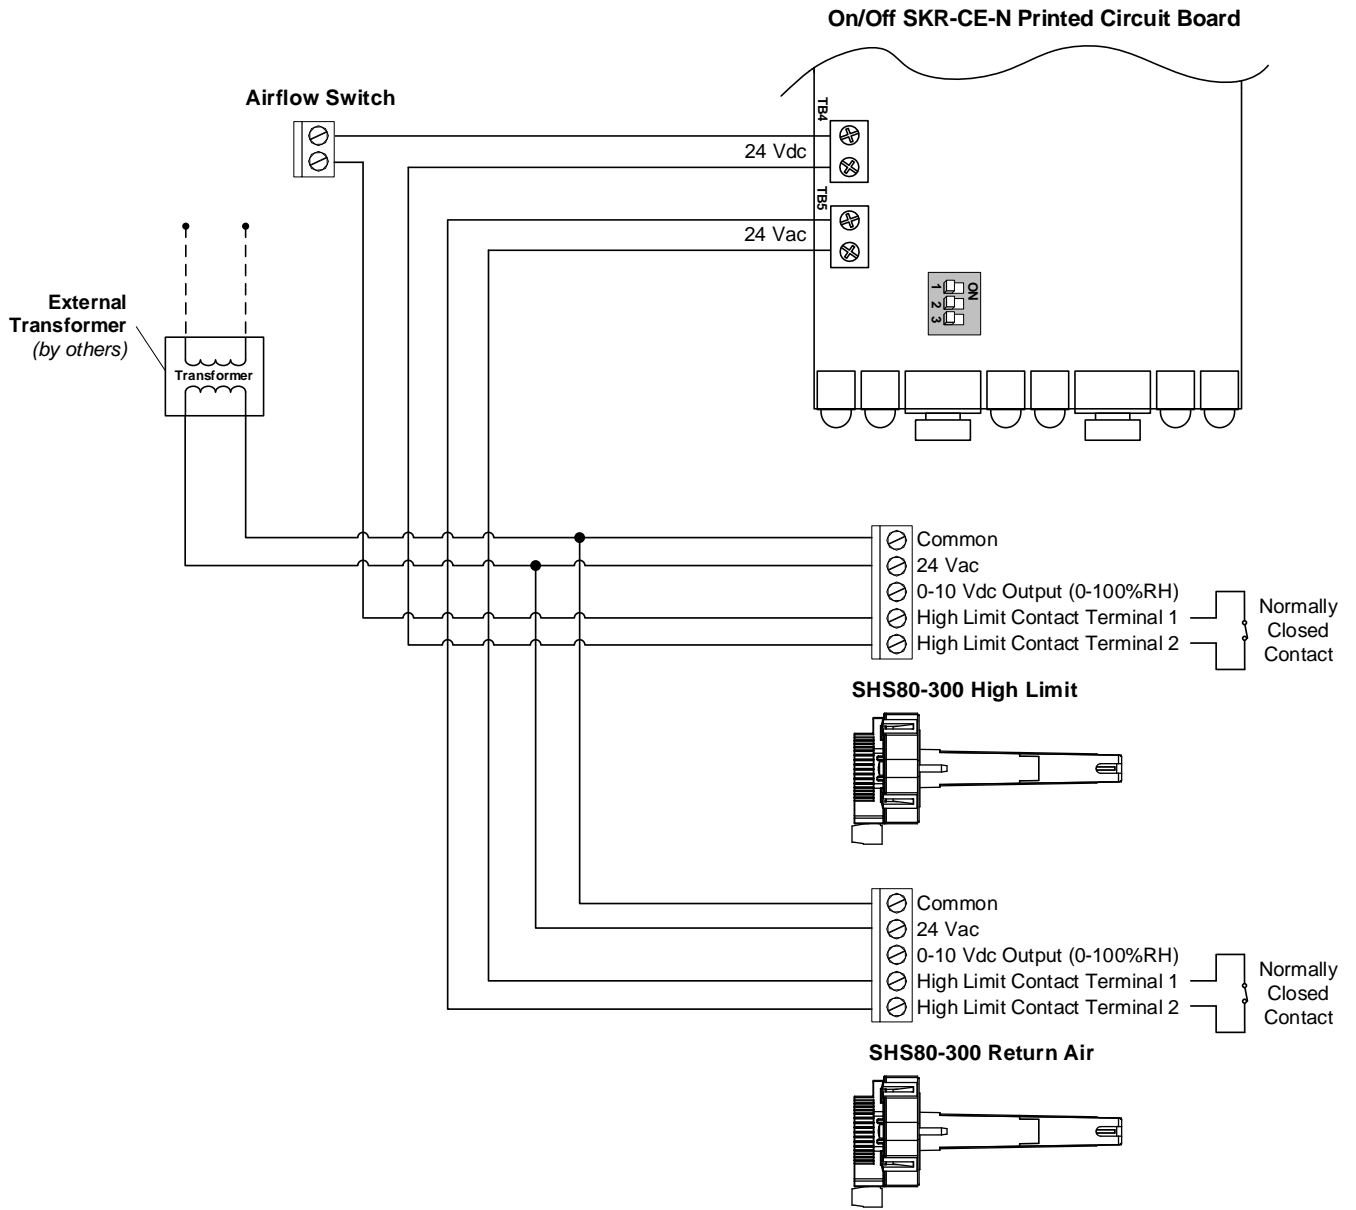 On/Off SKR-CE-N Printed Circuit Board
Airflow Switch
TB4
24 Vdc
TB5
24 Vac
ON
1
2
3
External
Transformer
(by others)
Transformer
Common
24 Vac
0-10 Vdc Output (0-100%RH)
High Limit Contact Terminal 1
High Limit Contact Terminal 2
Normally
Closed
Contact
SHS80-300 High Limit
Common
24 Vac
0-10 Vdc Output (0-100%RH)
High Limit Contact Terminal 1
High Limit Contact Terminal 2
Normally
Closed
Contact
SHS80-300 Return Air